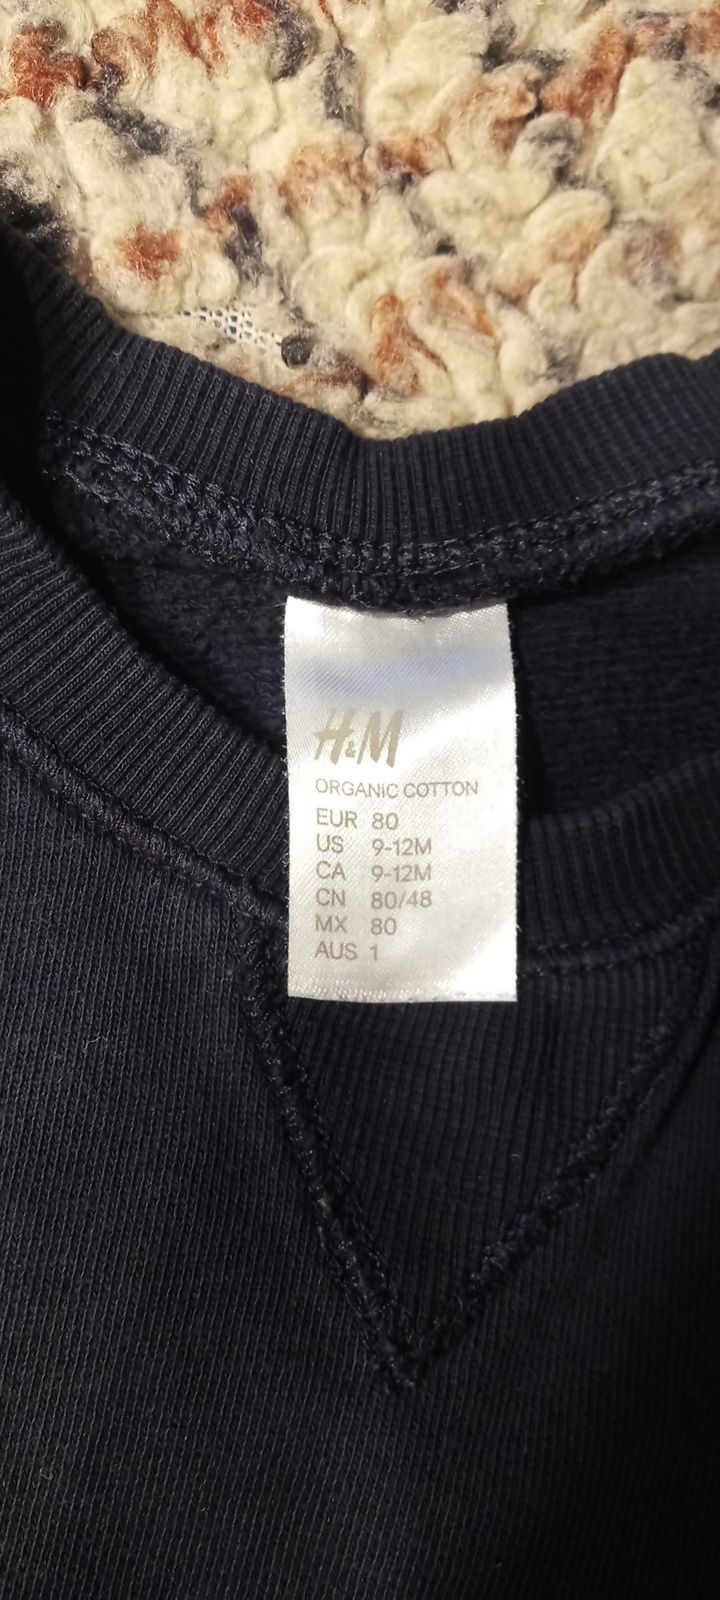 H&M
ORGANIC COTTON
EUR 80
US 9-12M
CA 9-12M
CN 80/48
MX 80
AUS 1